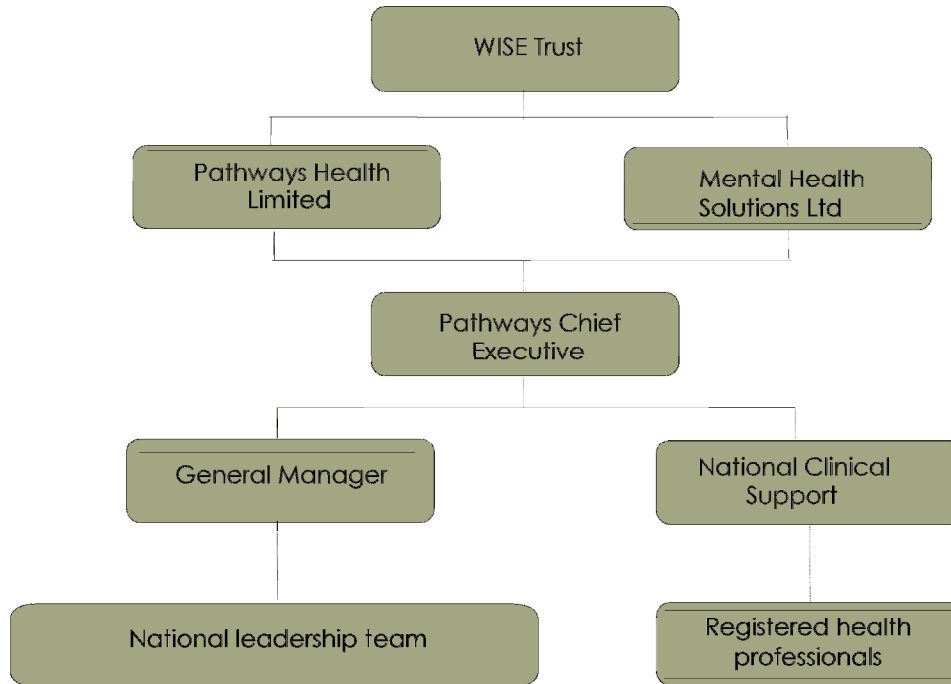 WISE Trust
Pathways Health
Limited
Mental Health
Solutions Ltd
Pathways Chief
Executive
General Manager
National Clinical
Support
National leadership team
Registered health
professionals